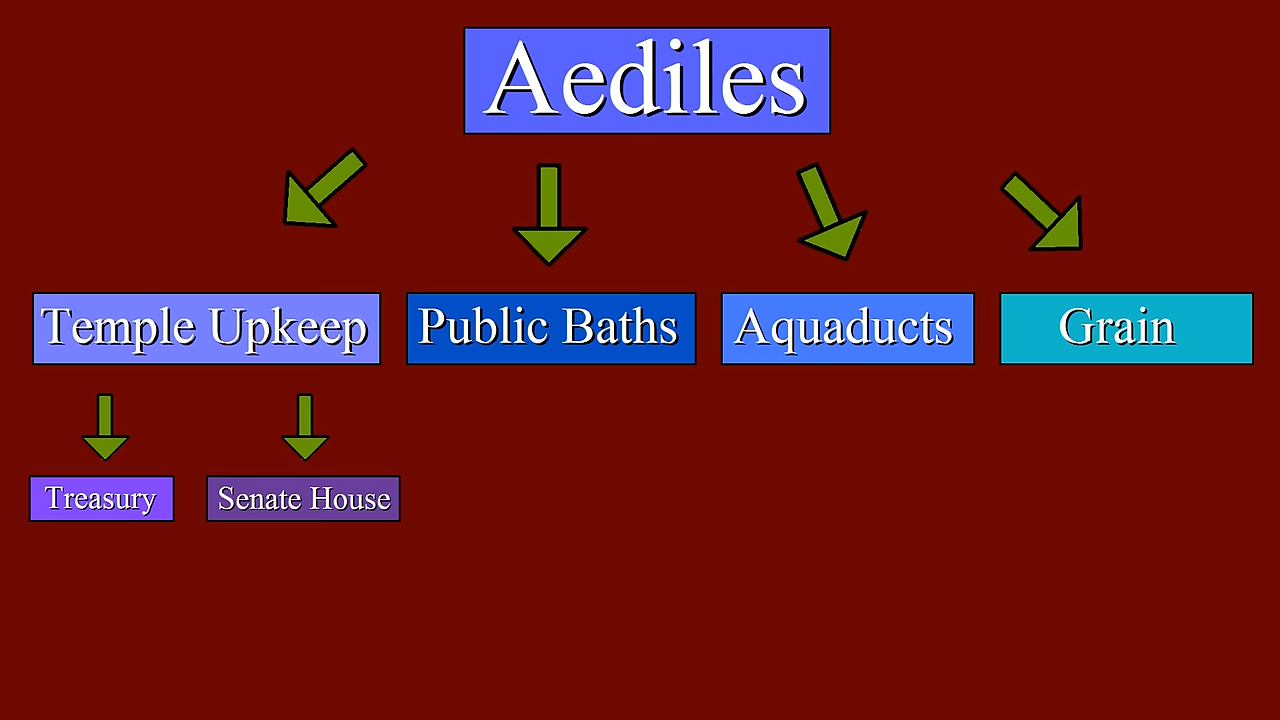 Aediles
Temple Upkeep
Public Baths
Aquaducts
Grain
Treasury
Senate House